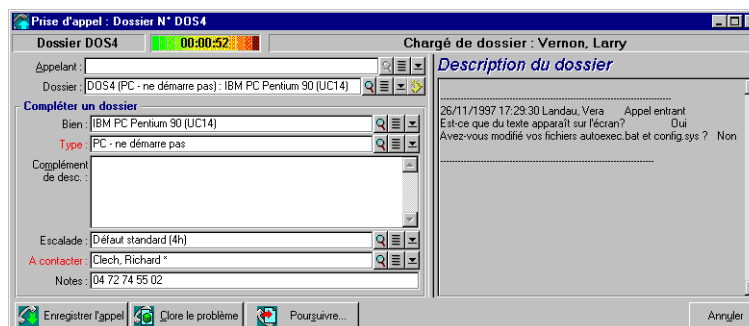 Prise d'appel : Dossier N° DOS4
Dossier DOS4
00:00:52
Chargé de dossier : Vernon, Larry
Appelant :
Dossier : DOS4 (PC - ne démarre pas) : IBM PC Pentium 90 (UC14)
Compléter un dossier
Bien : IBM PC Pentium 90 (UC14)
Type : PC - ne démarre pas
Complément
de desc. :
Escalade : Défaut standard (4h)
A contacter : Clech, Richard *
Notes : 04 72 74 55 02
Description du dossier
--------------------------------------------------------------------
26/11/1997 17:29:30 Landau, Vera Appel entrant
Est-ce que du texte apparaît sur l'écran? Oui
Avez-vous modifié vos fichiers autoexec.bat et config.sys ? Non
--------------------------------------------------------------------
Enregistrer l'appel
Clore le problème
Poursuivre...
Annuler